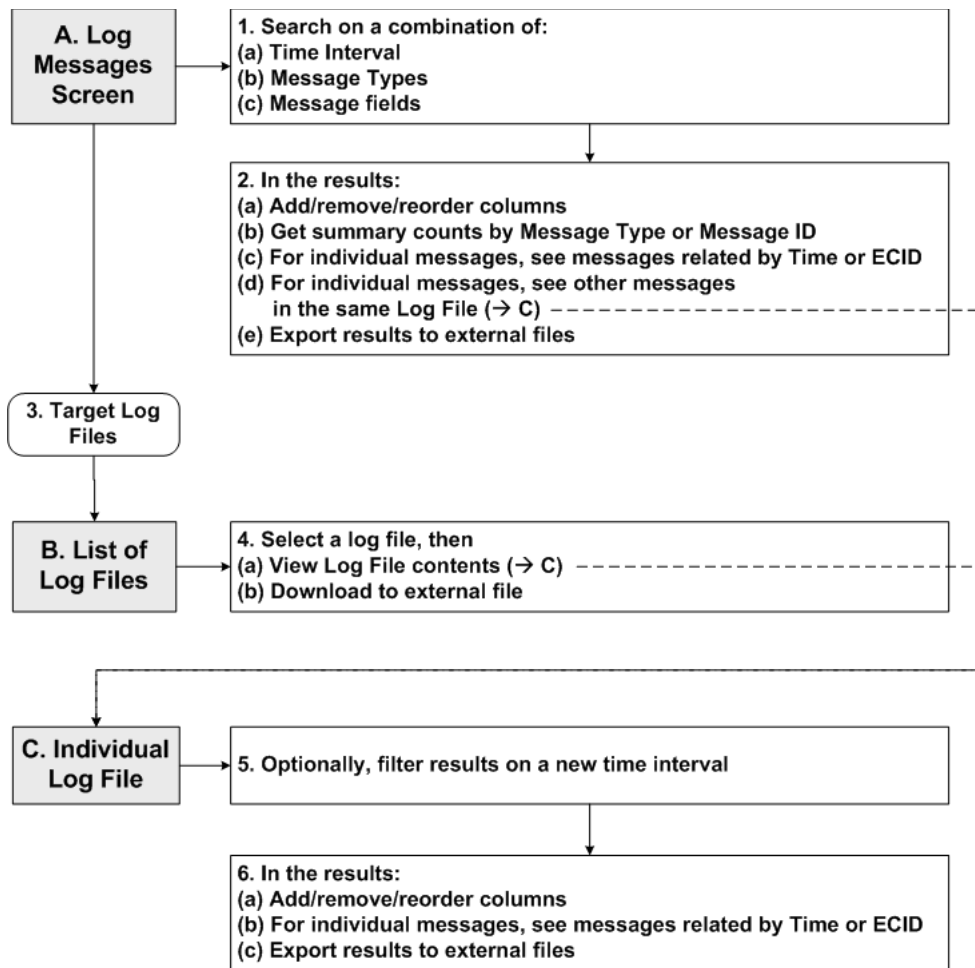 A. Log
Messages
Screen
1. Search on a combination of:
(a) Time Interval
(b) Message Types
(c) Message fields
2. In the results:
(a) Add/remove/reorder columns
(b) Get summary counts by Message Type or Message ID
(c) For individual messages, see messages related by Time or ECID
(d) For individual messages, see other messages
in the same Log File (→ C)
(e) Export results to external files
3. Target Log
Files
B. List of
Log Files
4. Select a log file, then
(a) View Log File contents (→ C)
(b) Download to external file
C. Individual
Log File
5. Optionally, filter results on a new time interval
6. In the results:
(a) Add/remove/reorder columns
(b) For individual messages, see messages related by Time or ECID
(c) Export results to external files